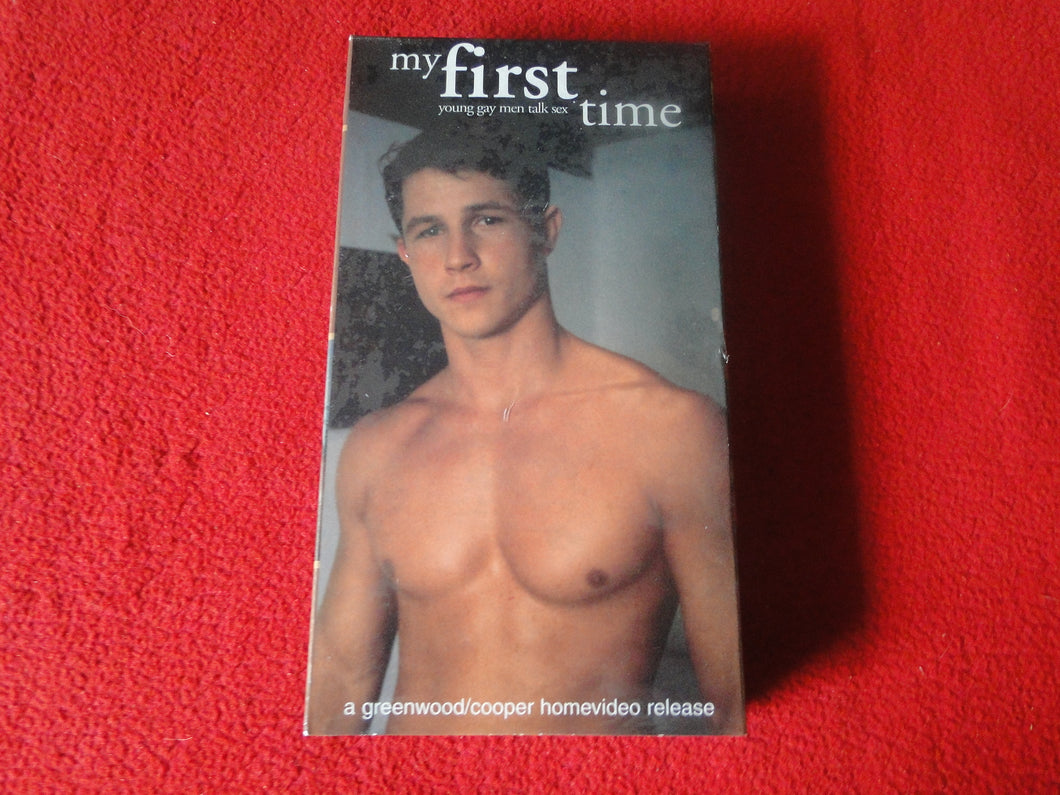 my first time
young gay men talk sex
a greenwood/cooper homevideo release